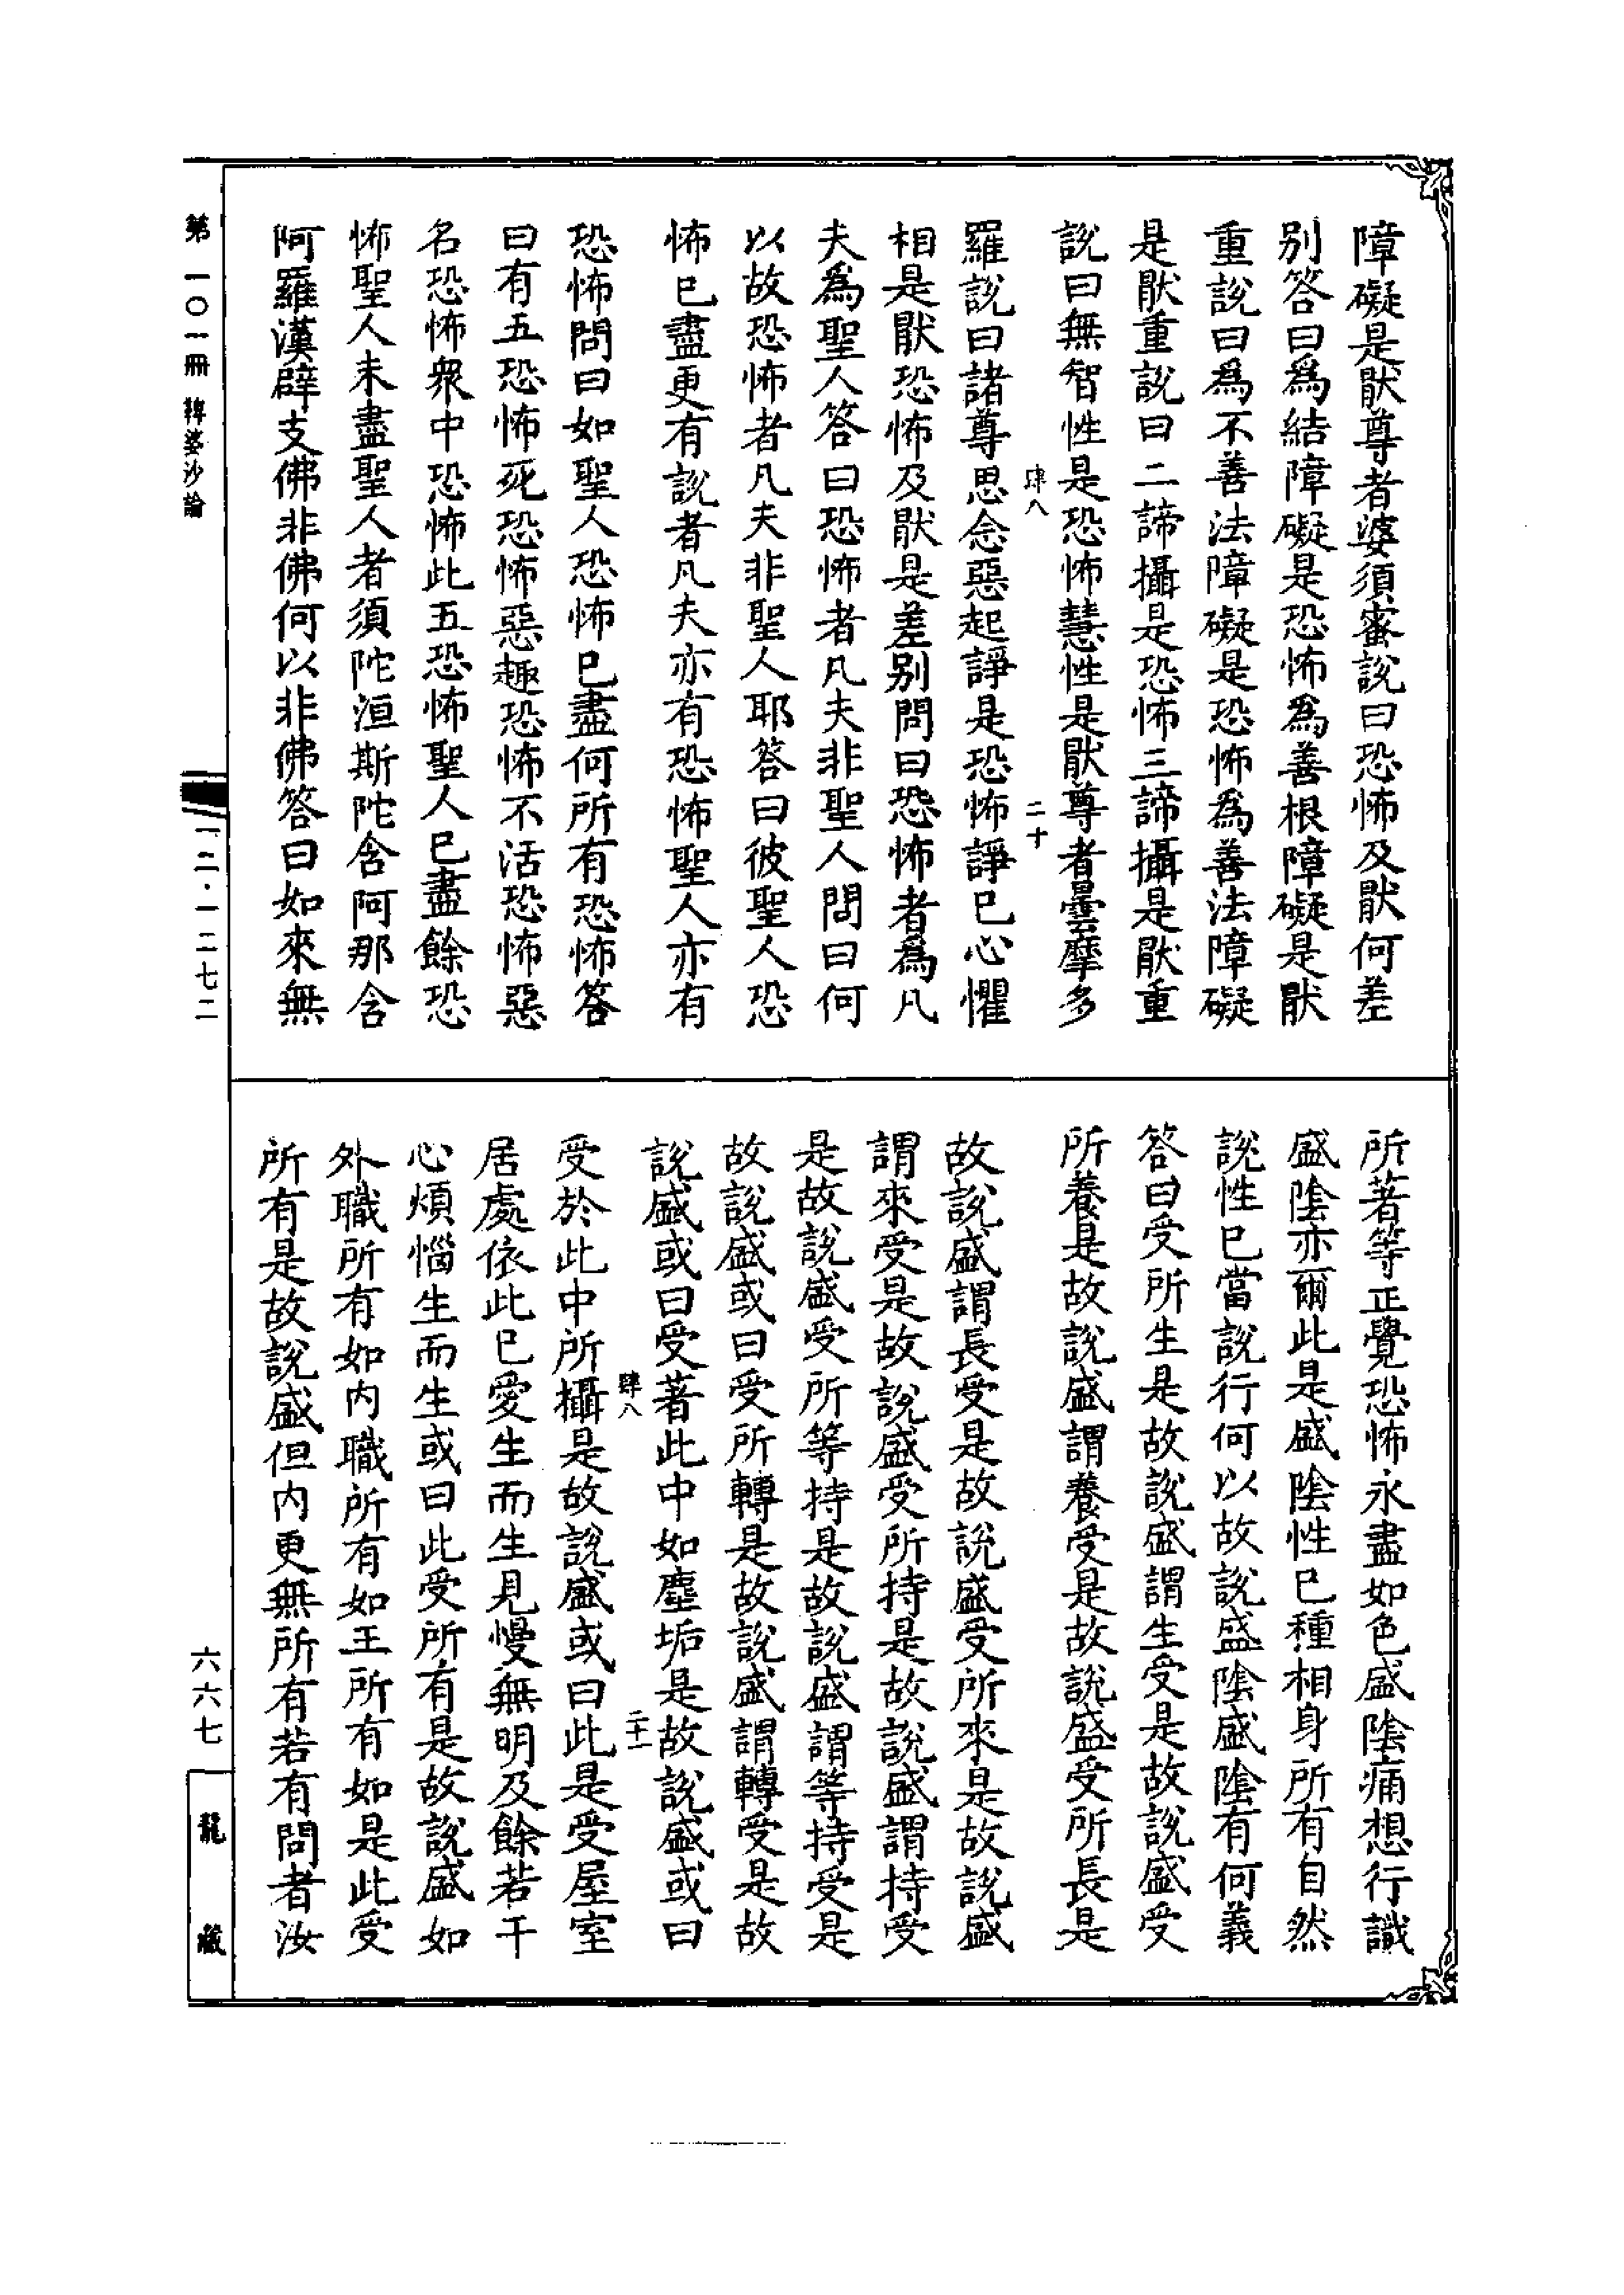 障礙是猒尊者婆須蜜說曰恐怖及猒何差
別答曰爲結障礙是恐怖爲善根障礙是猒
重說曰爲不善法障礙是恐怖爲善法障礙
是猒重說曰二諦攝是恐怖三諦攝是猒重
說曰無智性是恐怖慧性是猒尊者曇摩多
肆八 二十
羅說曰諸尊思念惡起諍是恐怖諍已心懼
相是猒恐怖及猒是差别問曰恐怖者爲凡
夫爲聖人答曰恐怖者凡夫非聖人問曰何
以故恐怖者凡夫非聖人耶答曰彼聖人恐
怖已盡更有說者凡夫亦有恐怖聖人亦有
恐怖問曰如聖人恐怖已盡何所有恐怖答
曰有五恐怖死恐怖惡趣恐怖不活恐怖惡
名恐怖衆中恐怖此五恐怖聖人已盡餘恐
怖聖人未盡聖人者須陀洹斯陀含阿那含
阿羅漢辟支佛非佛何以非佛答曰如來無
所著等正覺恐怖永盡如色盛陰痛想行識
盛陰亦爾此是盛陰性已種相身所有自然
說性已當說行何以故說盛陰盛陰有何義
答曰受所生是故說盛謂生受是故說盛受
所養是故說盛謂養受是故說盛受所長是
故說盛謂長受是故說盛受所來是故說盛
謂來受是故說盛受所持是故說盛謂持受
是故說盛受所等持是故說盛謂等持受是
故說盛或曰受所轉是故說盛謂轉受是故
說盛或曰受著此中如塵垢是故說盛或曰
肆八 二十一
受於此中所攝是故說盛或曰此是受屋室
居處依此已愛生而生見慢無明及餘若干
心煩惱生而生或曰此受所有是故說盛如
外職所有如内職所有如王所有如是此受
所有是故說盛但内更無所有若有問者汝
第一〇一冊 鞞婆沙論
一二·一二七二
六六七
龍藏